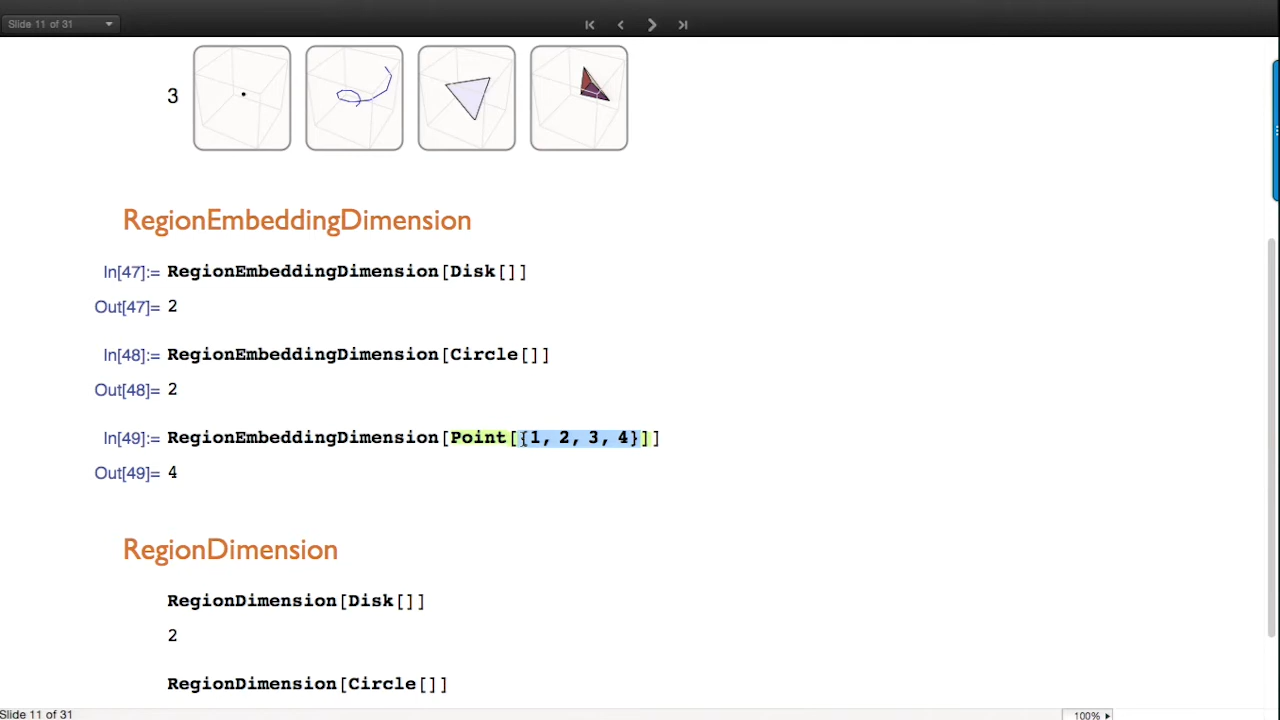 Slide 11 of 31
3
RegionEmbeddingDimension
In[47]:= RegionEmbeddingDimension[Disk[]]
Out[47]= 2
In[48]:= RegionEmbeddingDimension[Circle[]]
Out[48]= 2
In[49]:= RegionEmbeddingDimension[Point[{1, 2, 3, 4}]]
Out[49]= 4
RegionDimension
RegionDimension[Disk[]]
2
RegionDimension[Circle[]]
Slide 11 of 31
100%